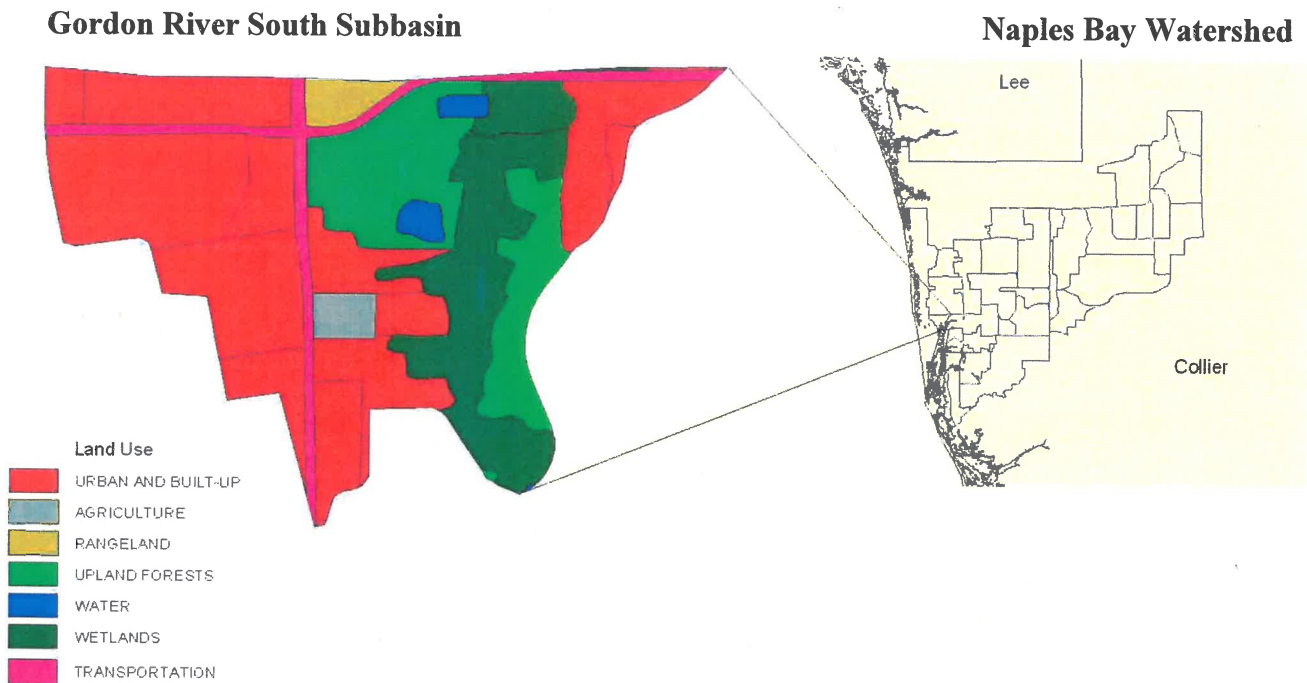 Gordon River South Subbasin
Naples Bay Watershed
Lee
Collier
Land Use
URBAN AND BUILT-UP
AGRICULTURE
RANGELAND
UPLAND FORESTS
WATER
WETLANDS
TRANSPORTATION